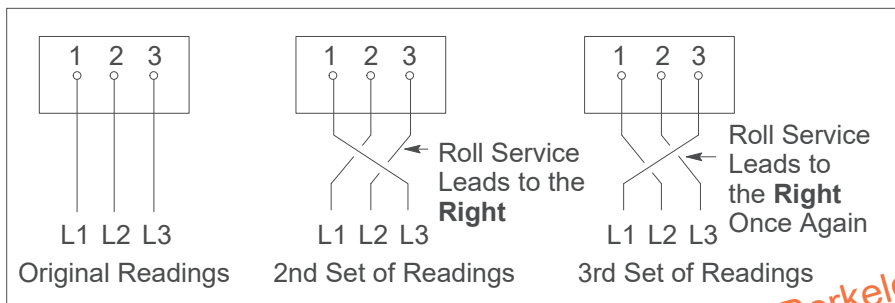 1 2 3
L1 L2 L3
Original Readings
1 2 3
Roll Service
Leads to the
Right
L1 L2 L3
2nd Set of Readings
1 2 3
Roll Service
Leads to
the Right
Once Again
L1 L2 L3
3rd Set of Readings